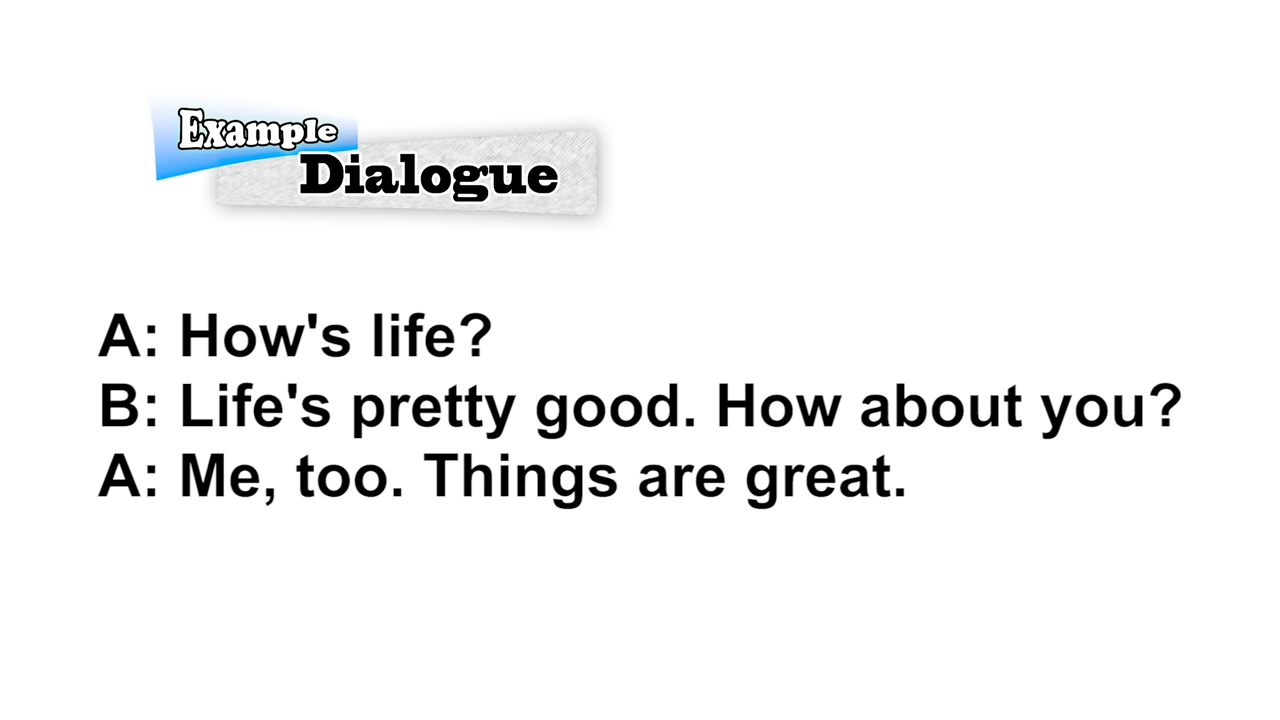 Example
Dialogue
A: How's life?
B: Life's pretty good. How about you?
A: Me, too. Things are great.